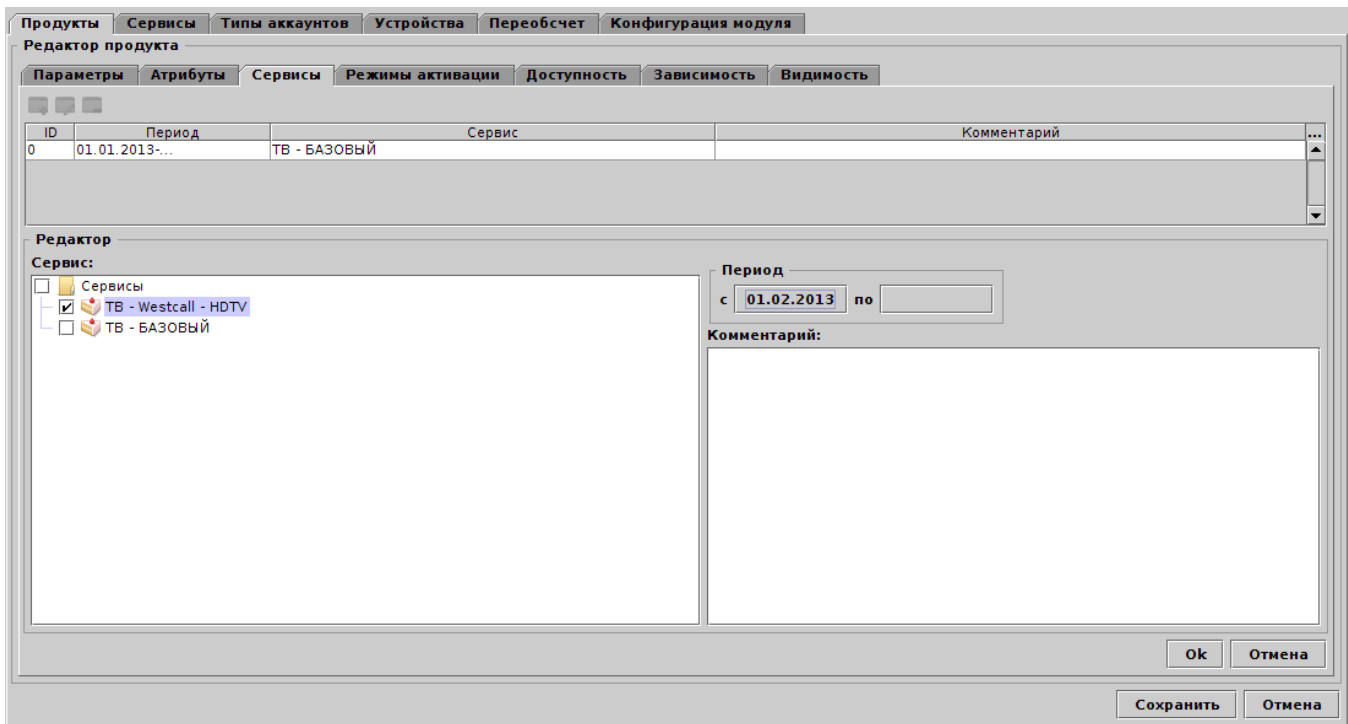 Продукты Сервисы Типы аккаунтов Устройства Переобсчет Конфигурация модуля
Редактор продукта
Параметры Атрибуты Сервисы Режимы активации Доступность Зависимость Видимость
ID Период Сервис Комментарий ...
0 01.01.2013-... ТВ - БАЗОВЫЙ
Редактор
Сервис:
Сервисы
ТВ - Westcall - HDTV
ТВ - БАЗОВЫЙ
Период
с 01.02.2013 по
Комментарий:
Ok Отмена
Сохранить Отмена